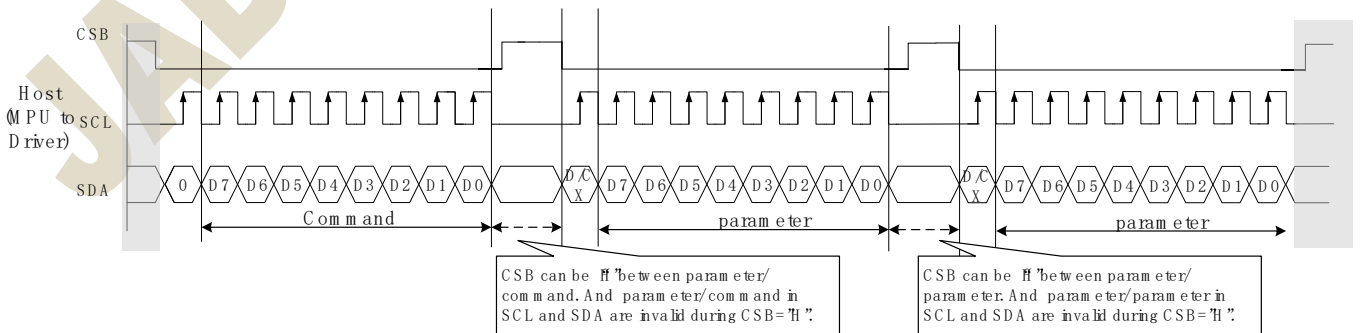 CSB
Host
(MPU to
Driver)
SCL
SDA
0 D7 D6 D5 D4 D3 D2 D1 D0 D/CX D7 D6 D5 D4 D3 D2 D1 D0 D/CX D7 D6 D5 D4 D3 D2 D1 D0
Command parameter parameter
CSB can be "H" between parameter/
command. And parameter/command in
SCL and SDA are invalid during CSB="H".
CSB can be "H" between parameter/
parameter. And parameter/parameter in
SCL and SDA are invalid during CSB="H".